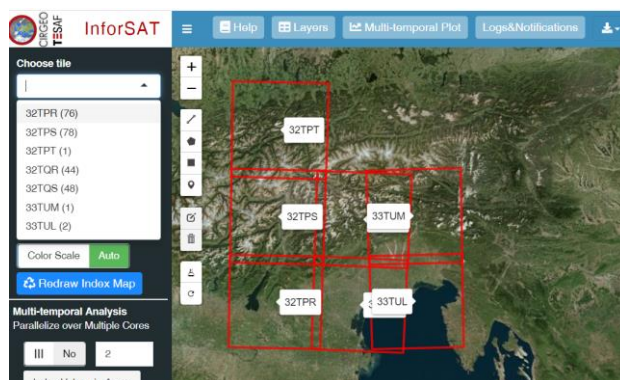 CIRGEO
TESAF
InforSAT
Help
Layers
Multi-temporal Plot
Logs&Notifications
Choose tile
32TPR (76)
32TPS (78)
32TPT (1)
32TQR (44)
32TQS (48)
33TUM (1)
33TUL (2)
Color Scale
Auto
Redraw Index Map
Multi-temporal Analysis
Parallelize over Multiple Cores
No
2
+
−
32TPT
32TPS
33TUM
32TPR
33TUL